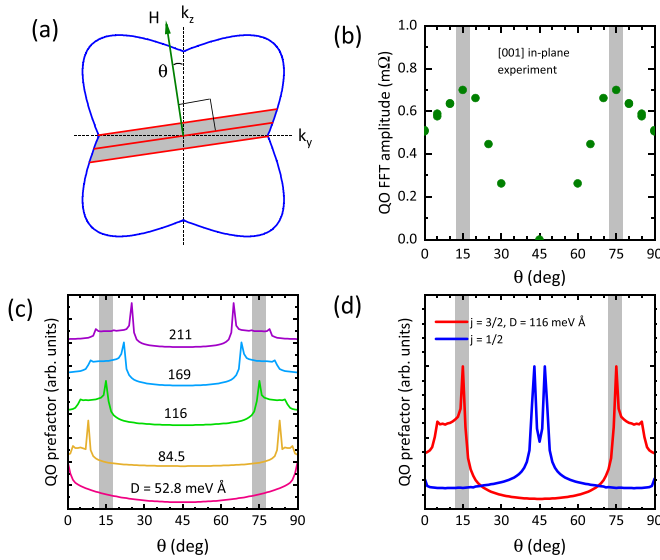 (a)
H
k_z
θ
k_y
(b)
QO FFT amplitude (mΩ)
1.0
0.8
0.6
0.4
0.2
0.0
[001] in-plane
experiment
0 15 30 45 60 75 90
θ (deg)
(c)
QO prefactor (arb. units)
211
169
116
84.5
D = 52.8 meV Å
0 15 30 45 60 75 90
θ (deg)
(d)
QO prefactor (arb. units)
j = 3/2, D = 116 meV Å
j = 1/2
0 15 30 45 60 75 90
θ (deg)